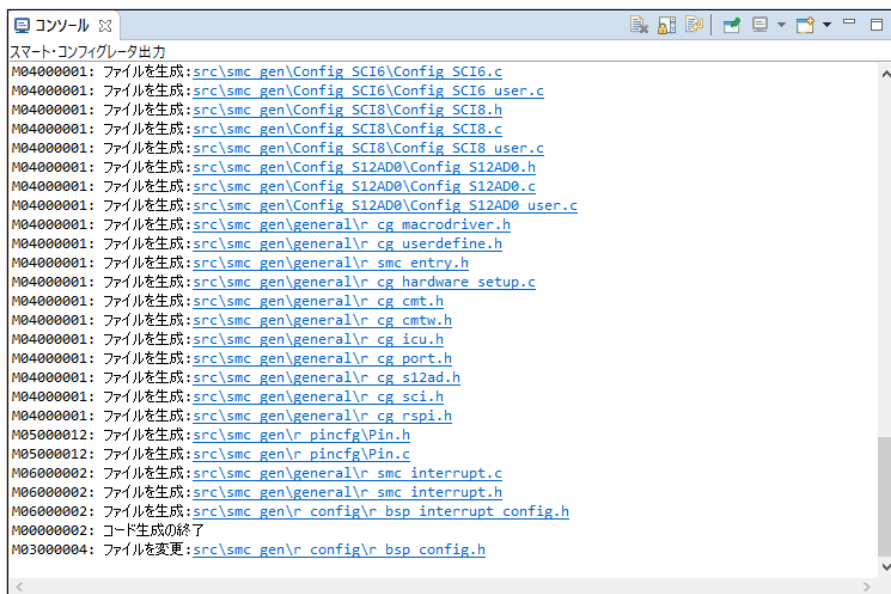 コンソール
スマート・コンフィグレータ出力
M04000001: ファイルを生成:src\smc_gen\Config_SCI6\Config_SCI6.c
M04000001: ファイルを生成:src\smc_gen\Config_SCI6\Config_SCI6_user.c
M04000001: ファイルを生成:src\smc_gen\Config_SCI8\Config_SCI8.h
M04000001: ファイルを生成:src\smc_gen\Config_SCI8\Config_SCI8.c
M04000001: ファイルを生成:src\smc_gen\Config_SCI8\Config_SCI8_user.c
M04000001: ファイルを生成:src\smc_gen\Config_S12AD0\Config_S12AD0.h
M04000001: ファイルを生成:src\smc_gen\Config_S12AD0\Config_S12AD0.c
M04000001: ファイルを生成:src\smc_gen\Config_S12AD0\Config_S12AD0_user.c
M04000001: ファイルを生成:src\smc_gen\general\r_cg_macrodriver.h
M04000001: ファイルを生成:src\smc_gen\general\r_cg_userdefine.h
M04000001: ファイルを生成:src\smc_gen\general\r_smc_entry.h
M04000001: ファイルを生成:src\smc_gen\general\r_cg_hardware_setup.c
M04000001: ファイルを生成:src\smc_gen\general\r_cg_cmt.h
M04000001: ファイルを生成:src\smc_gen\general\r_cg_cmtw.h
M04000001: ファイルを生成:src\smc_gen\general\r_cg_icu.h
M04000001: ファイルを生成:src\smc_gen\general\r_cg_port.h
M04000001: ファイルを生成:src\smc_gen\general\r_cg_s12ad.h
M04000001: ファイルを生成:src\smc_gen\general\r_cg_sci.h
M04000001: ファイルを生成:src\smc_gen\general\r_cg_rspi.h
M05000012: ファイルを生成:src\smc_gen\r_pincfg\Pin.h
M05000012: ファイルを生成:src\smc_gen\r_pincfg\Pin.c
M06000002: ファイルを生成:src\smc_gen\general\r_smc_interrupt.c
M06000002: ファイルを生成:src\smc_gen\general\r_smc_interrupt.h
M06000002: ファイルを生成:src\smc_gen\r_config\r_bsp_interrupt_config.h
M00000002: コード生成の終了
M03000004: ファイルを変更:src\smc_gen\r_config\r_bsp_config.h